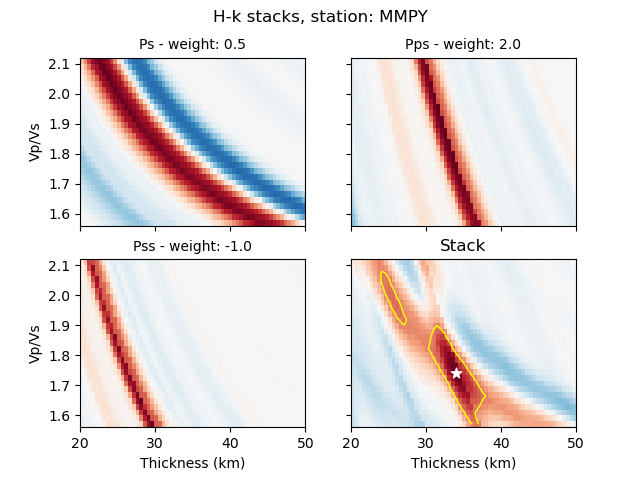 H-k stacks, station: MMPY
Ps - weight: 0.5
Pps - weight: 2.0
Vp/Vs
2.1
2.0
1.9
1.8
1.7
1.6
Pss - weight: -1.0
Stack
Vp/Vs
2.1
2.0
1.9
1.8
1.7
1.6
20 30 40 50
20 30 40 50
Thickness (km)
Thickness (km)